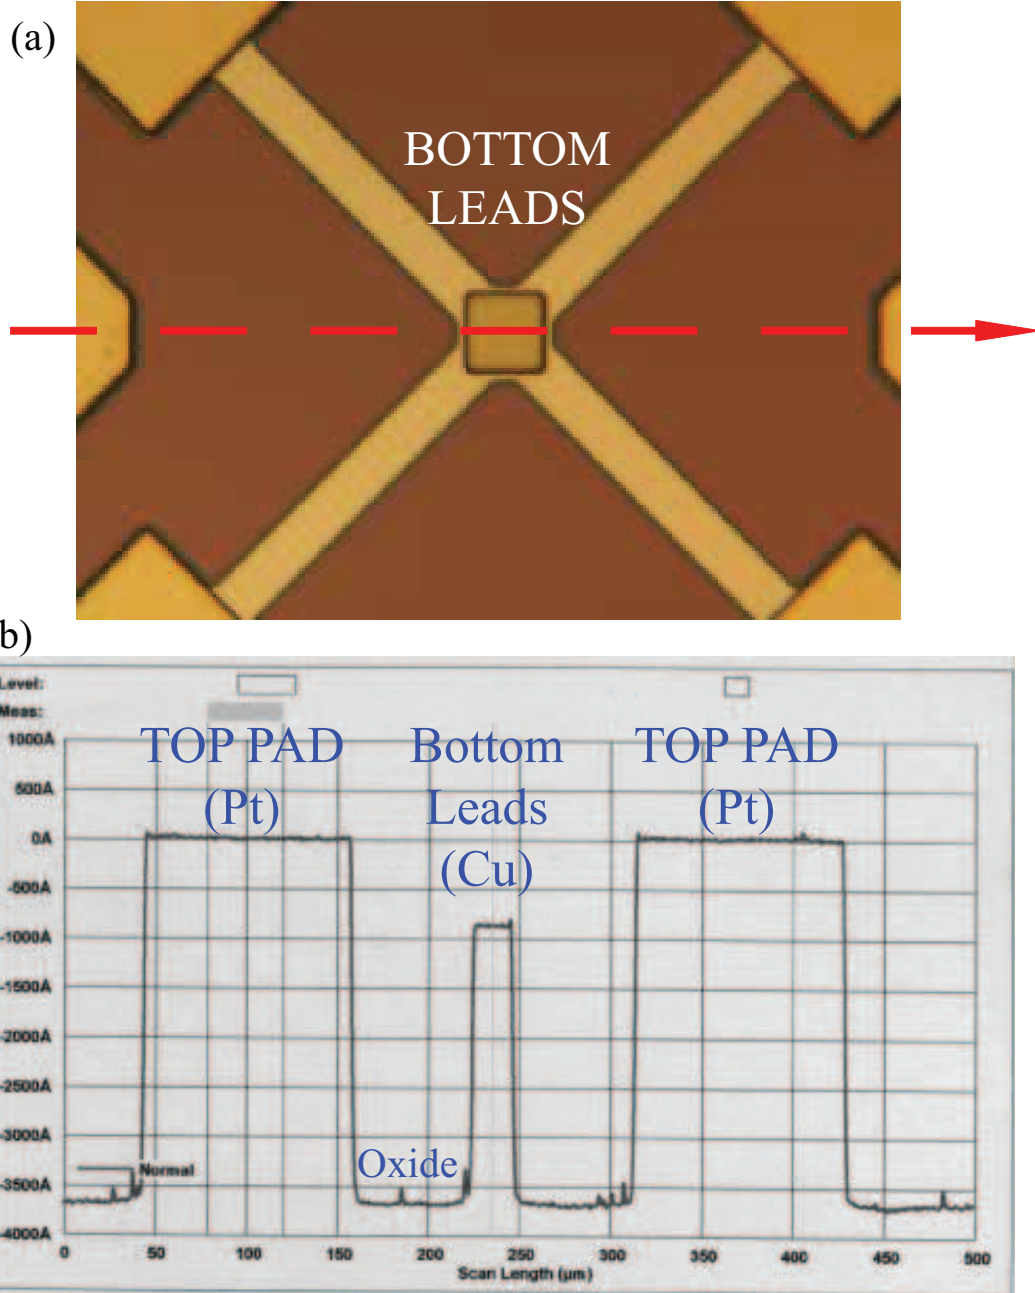 (a)
BOTTOM
LEADS
b)
Level:
Meas:
TOP PAD
(Pt)
Bottom
Leads
(Cu)
TOP PAD
(Pt)
1000A
500A
0A
-500A
-1000A
-1500A
-2000A
-2500A
-3000A
-3500A
-4000A
Normal
Oxide
0 50 100 150 200 250 300 350 400 450 500
Scan Length (µm)